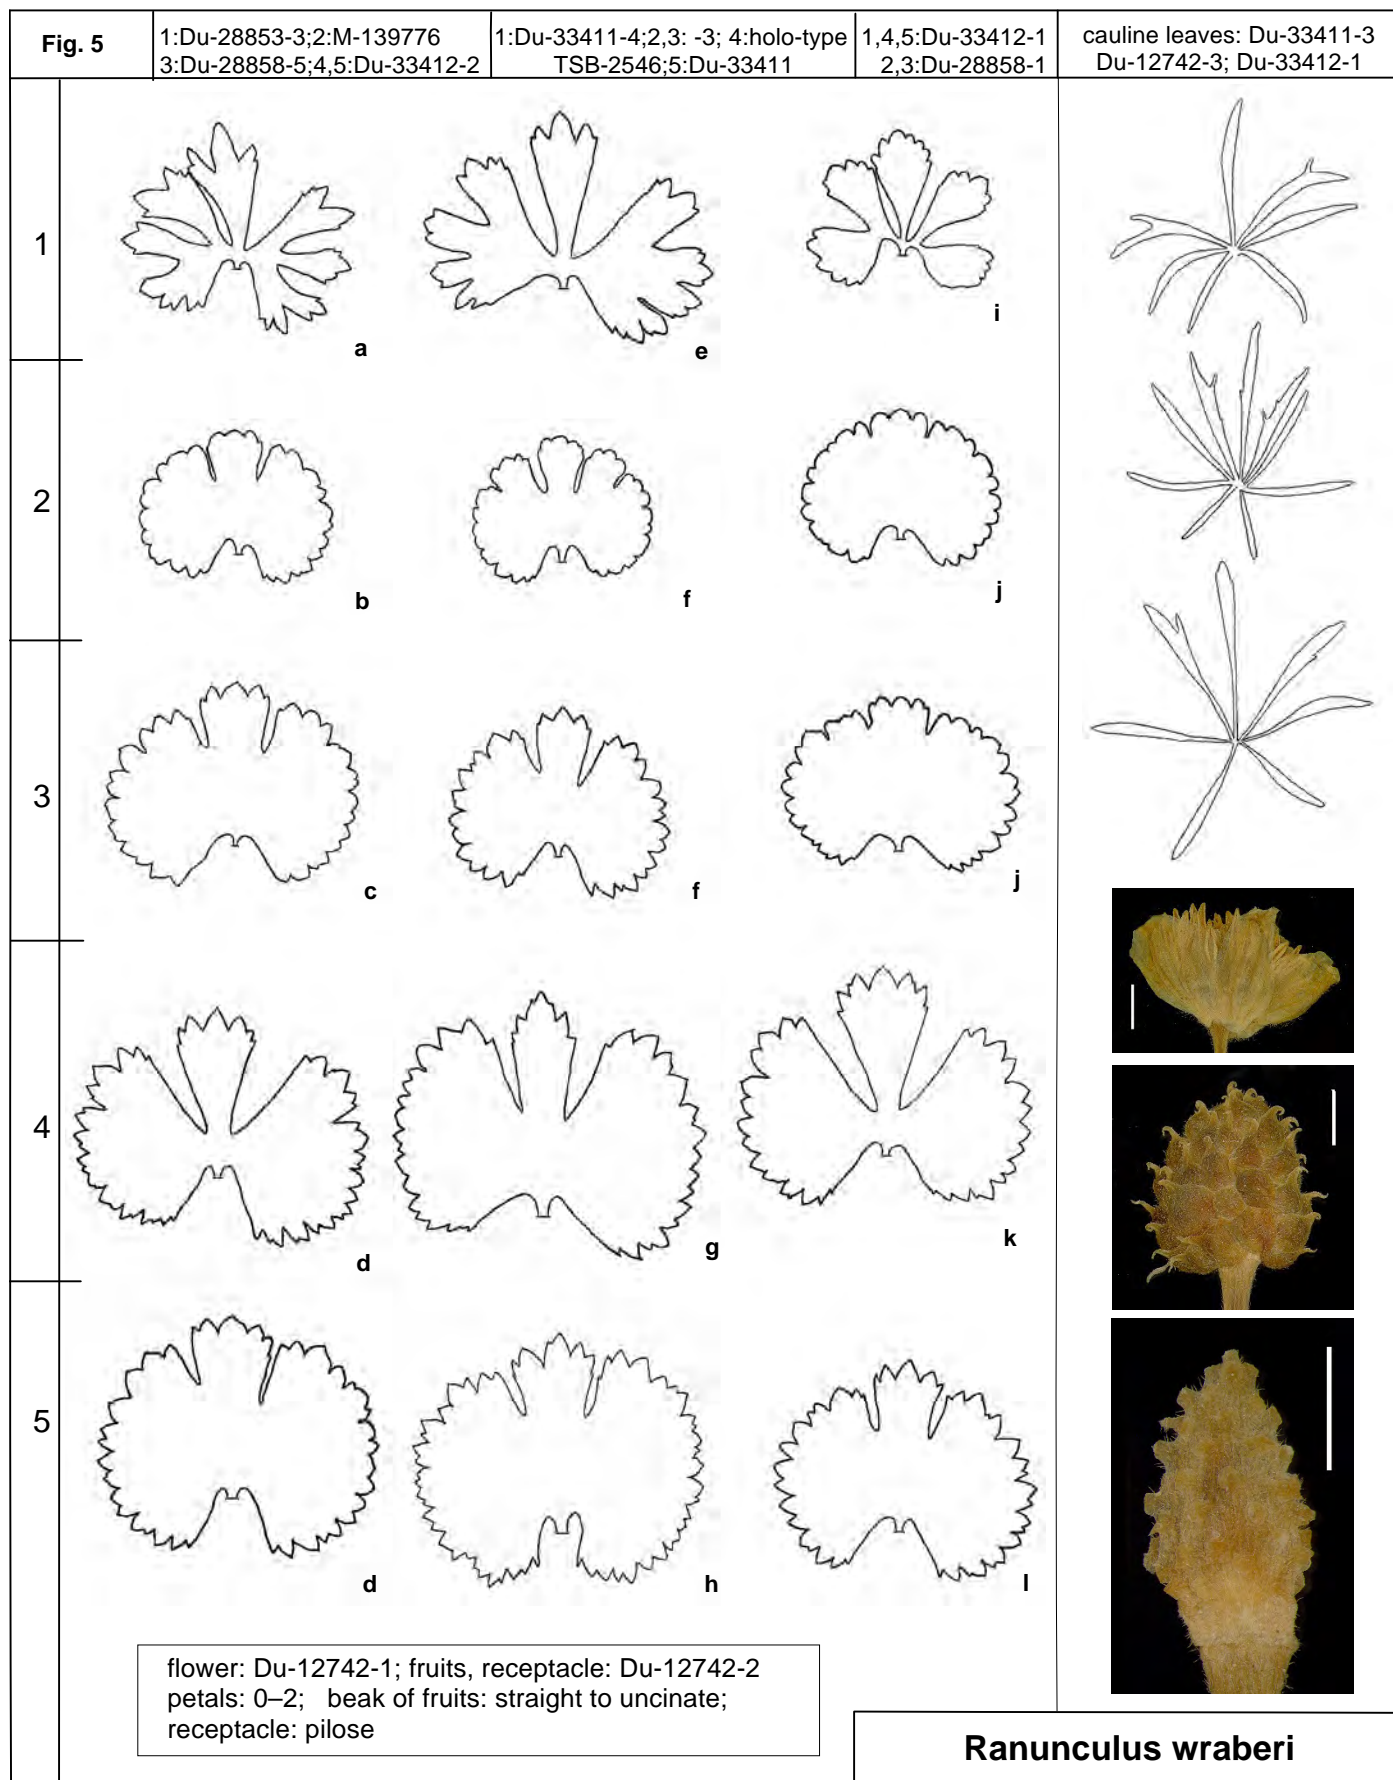 Fig. 5
1:Du-28853-3;2:M-139776
3:Du-28858-5;4,5:Du-33412-2
1:Du-33411-4;2,3: -3; 4:holo-type
TSB-2546;5:Du-33411
1,4,5:Du-33412-1
2,3:Du-28858-1
cauline leaves: Du-33411-3
Du-12742-3; Du-33412-1
1
a
e
i
2
b
f
j
3
c
f
j
4
d
g
k
5
d
h
l
flower: Du-12742-1; fruits, receptacle: Du-12742-2
petals: 0–2; beak of fruits: straight to uncinate;
receptacle: pilose
Ranunculus wraberi